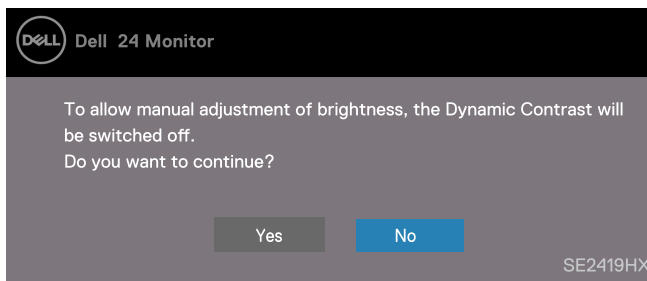 DELL Dell 24 Monitor
To allow manual adjustment of brightness, the Dynamic Contrast will
be switched off.
Do you want to continue?
Yes No
SE2419HX